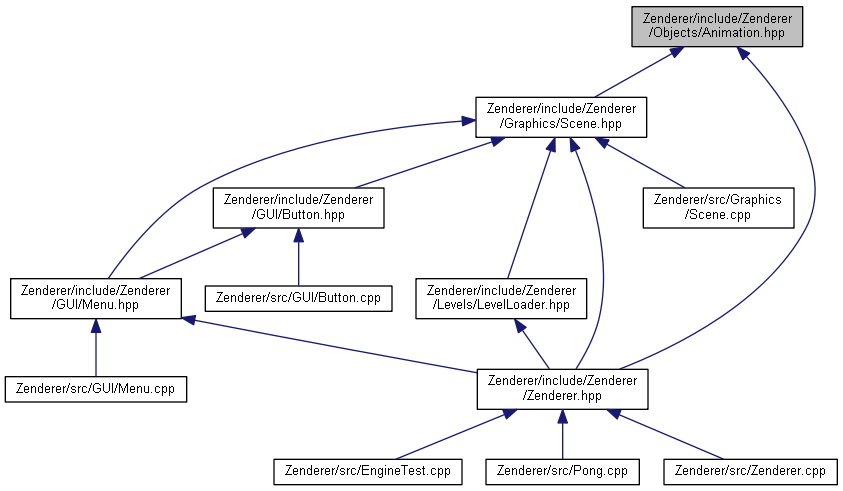 Zenderer/include/Zenderer
/Objects/Animation.hpp
Zenderer/include/Zenderer
/Graphics/Scene.hpp
Zenderer/include/Zenderer
/GUI/Button.hpp
Zenderer/src/Graphics
/Scene.cpp
Zenderer/include/Zenderer
/GUI/Menu.hpp
Zenderer/src/GUI/Button.cpp
Zenderer/include/Zenderer
/Levels/LevelLoader.hpp
Zenderer/src/GUI/Menu.cpp
Zenderer/include/Zenderer
/Zenderer.hpp
Zenderer/src/EngineTest.cpp
Zenderer/src/Pong.cpp
Zenderer/src/Zenderer.cpp